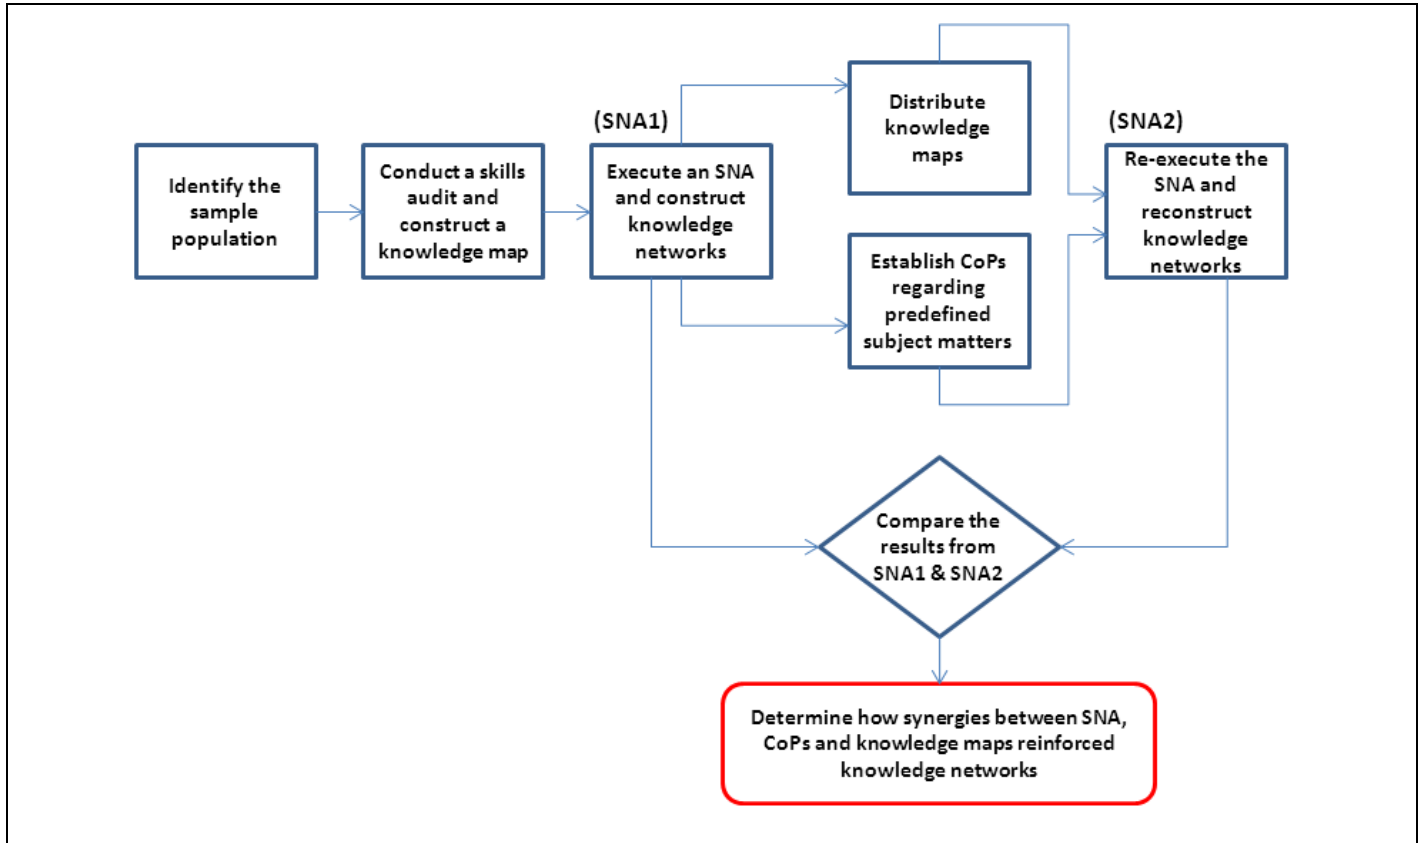 Identify the
sample
population
Conduct a skills
audit and
construct a
knowledge map
(SNA1)
Execute an SNA
and construct
knowledge
networks
Distribute
knowledge
maps
Establish CoPs
regarding
predefined
subject matters
(SNA2)
Re-execute the
SNA and
reconstruct
knowledge
networks
Compare the
results from
SNA1 & SNA2
Determine how synergies between SNA,
CoPs and knowledge maps reinforced
knowledge networks